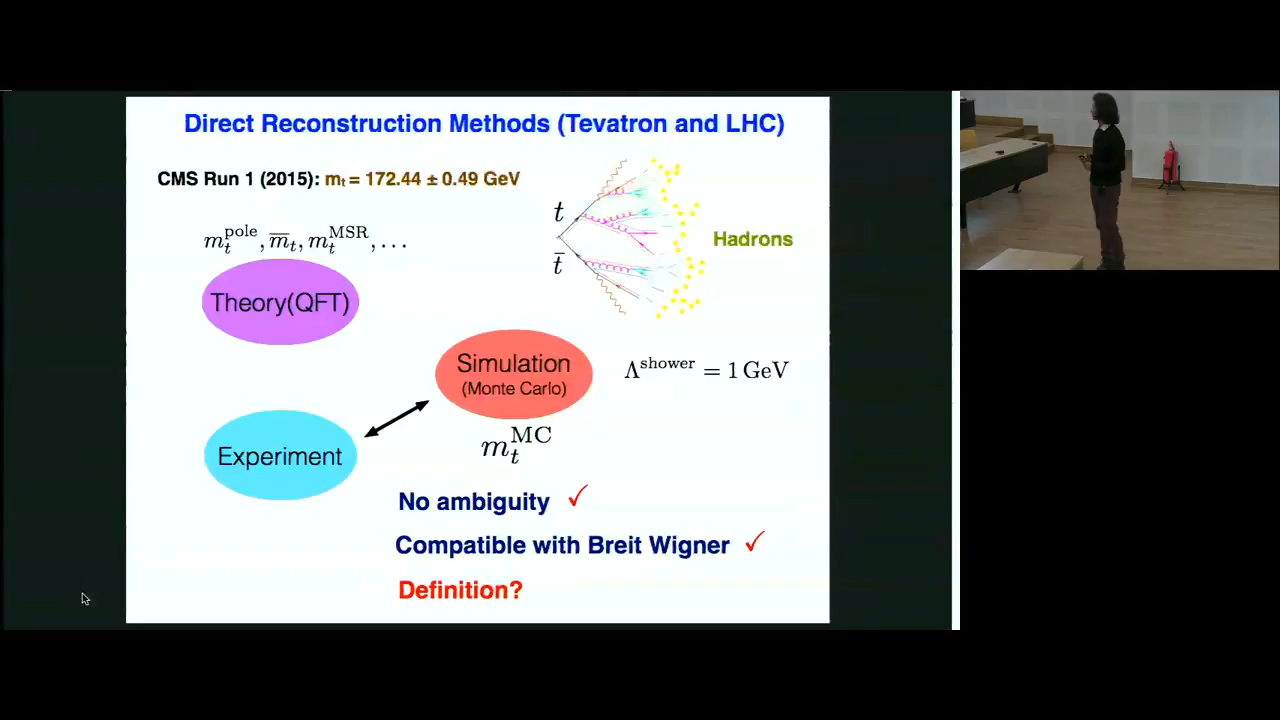 Direct Reconstruction Methods (Tevatron and LHC)
CMS Run 1 (2015): mₜ = 172.44 ± 0.49 GeV
m_t^pole, m̅_t, m_t^MSR, . . .
t
t̄
Hadrons
Theory(QFT)
Simulation
(Monte Carlo)
Λ^shower = 1 GeV
m_t^MC
Experiment
No ambiguity ✓
Compatible with Breit Wigner ✓
Definition?